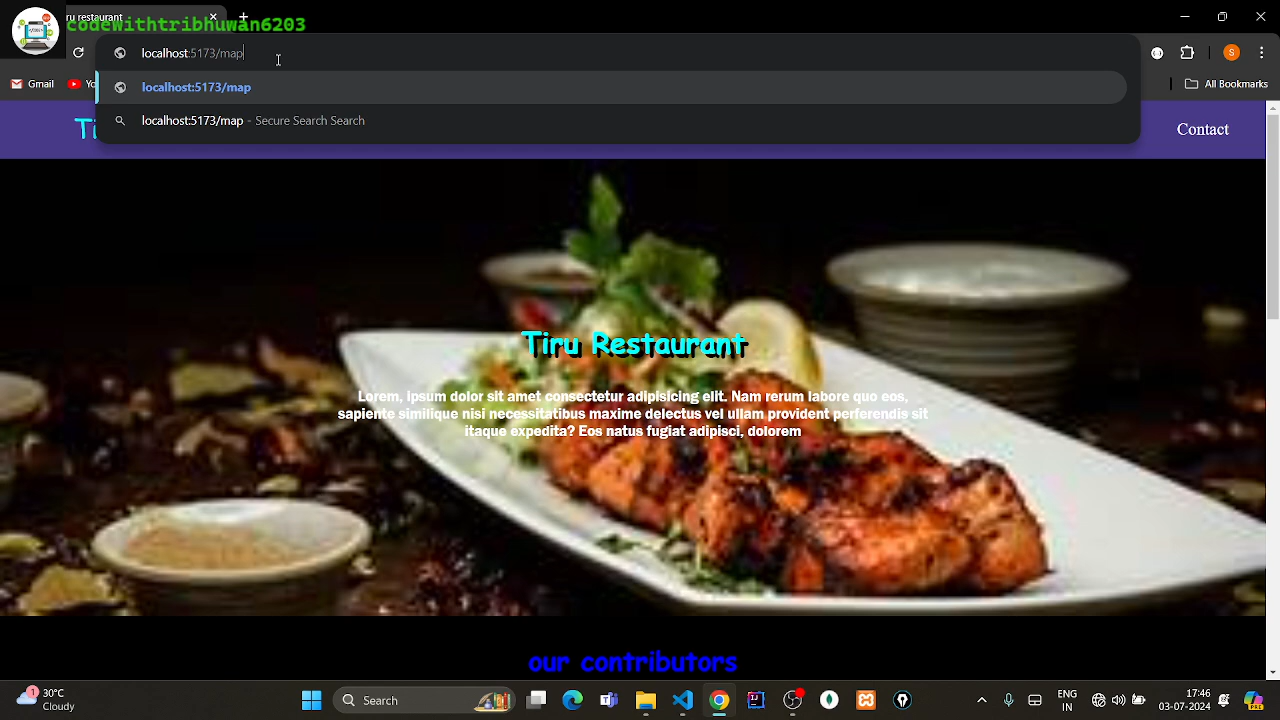 ru restaurant
codewithtribhuwan6203
localhost:5173/map
Gmail
Yo
All Bookmarks
localhost:5173/map
localhost:5173/map - Secure Search Search
Ti
Contact
Tiru Restaurant
Lorem, ipsum dolor sit amet consectetur adipisicing elit. Nam rerum labore quo eos,
sapiente similique nisi necessitatibus maxime delectus vel ullam provident perferendis sit
itaque expedita? Eos natus fugiat adipisci, dolorem
our contributors
1
30°C
Cloudy
Search
ENG
IN
17:46
03-07-2024